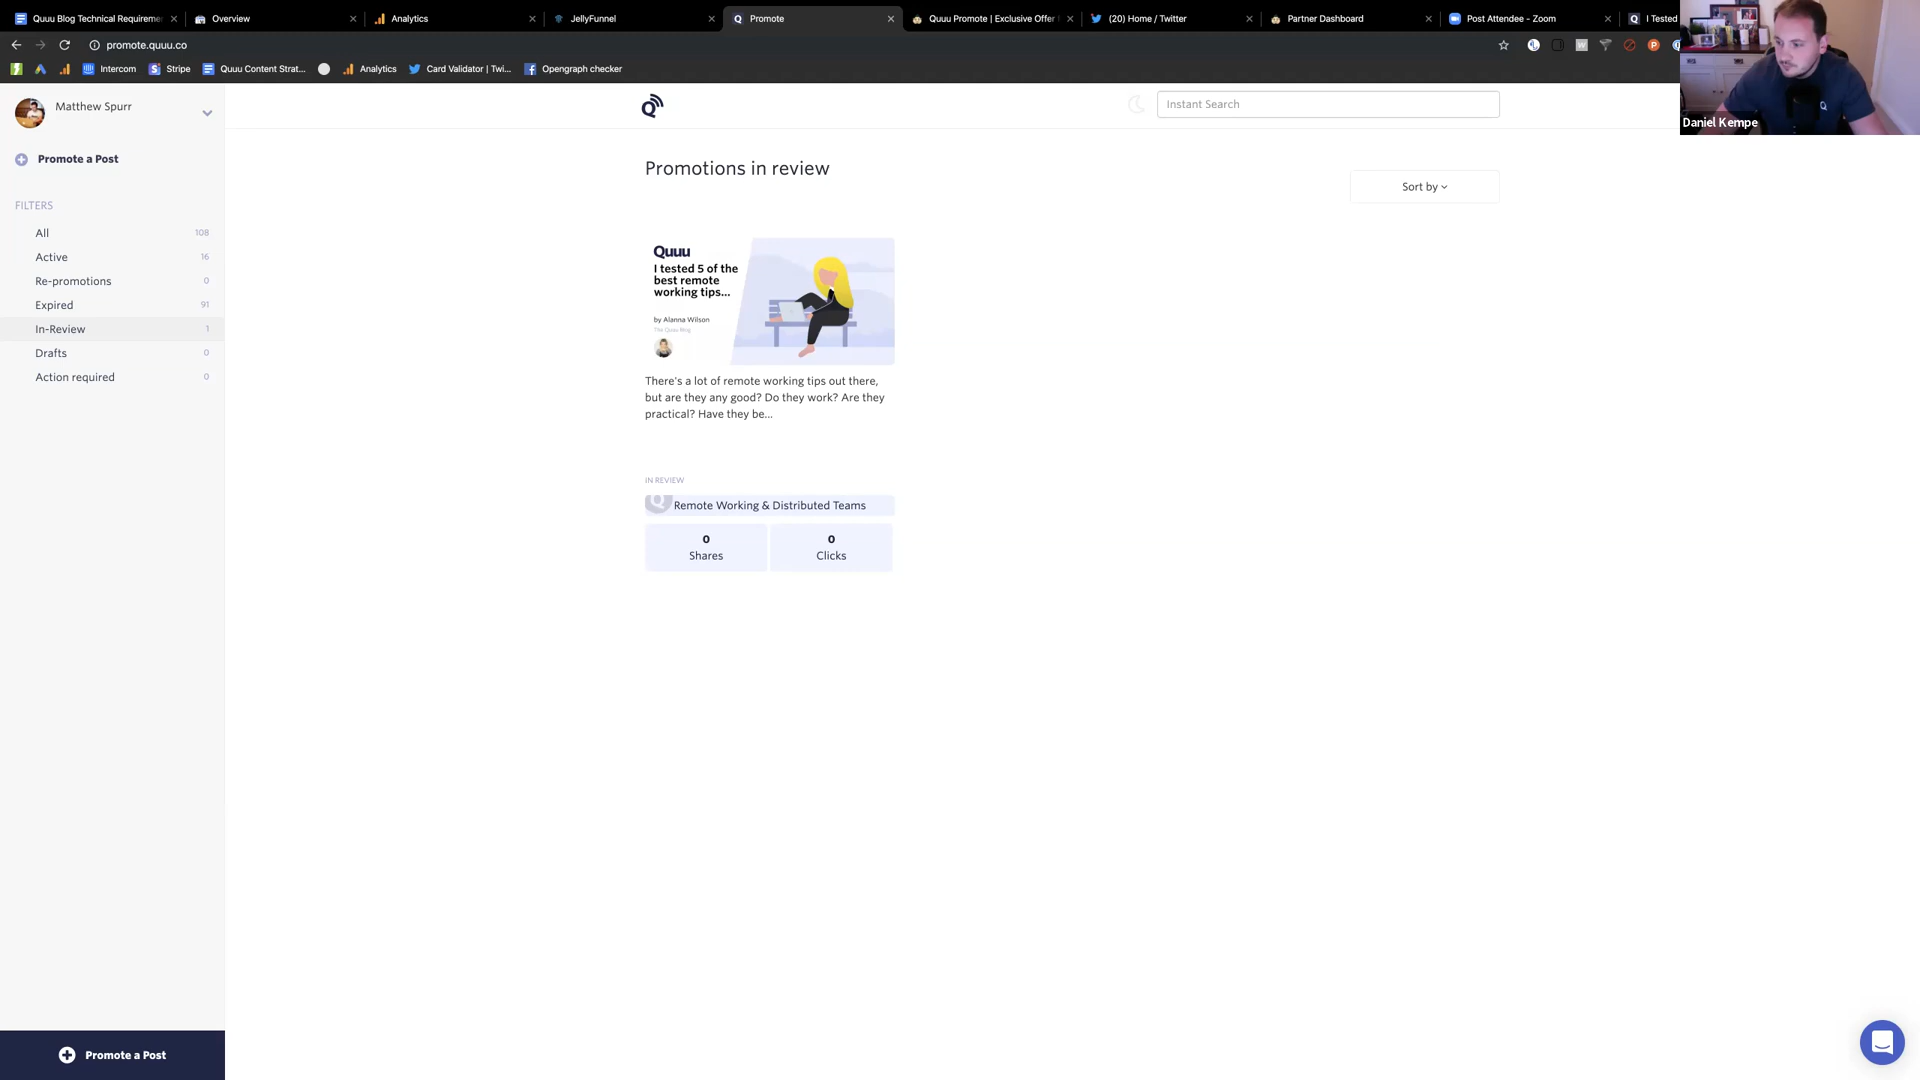 Quuu Blog Technical Requireme
Overview
Analytics
JellyFunnel
Promote
Quuu Promote | Exclusive Offer
(20) Home / Twitter
Partner Dashboard
Post Attendee - Zoom
I Tested
promote.quuu.co
Intercom
Stripe
Quuu Content Strat...
Analytics
Card Validator | Twi...
Opengraph checker
Daniel Kempe
Matthew Spurr
Promote a Post
FILTERS
All 108
Active 16
Re-promotions 0
Expired 91
In-Review 1
Drafts 0
Action required 0
Promote a Post
Instant Search
Promotions in review
Sort by
Quuu
I tested 5 of the
best remote
working tips...
by Alanna Wilson
The Quuu Blog
There's a lot of remote working tips out there,
but are they any good? Do they work? Are they
practical? Have they be...
IN REVIEW
Remote Working & Distributed Teams
0
Shares
0
Clicks